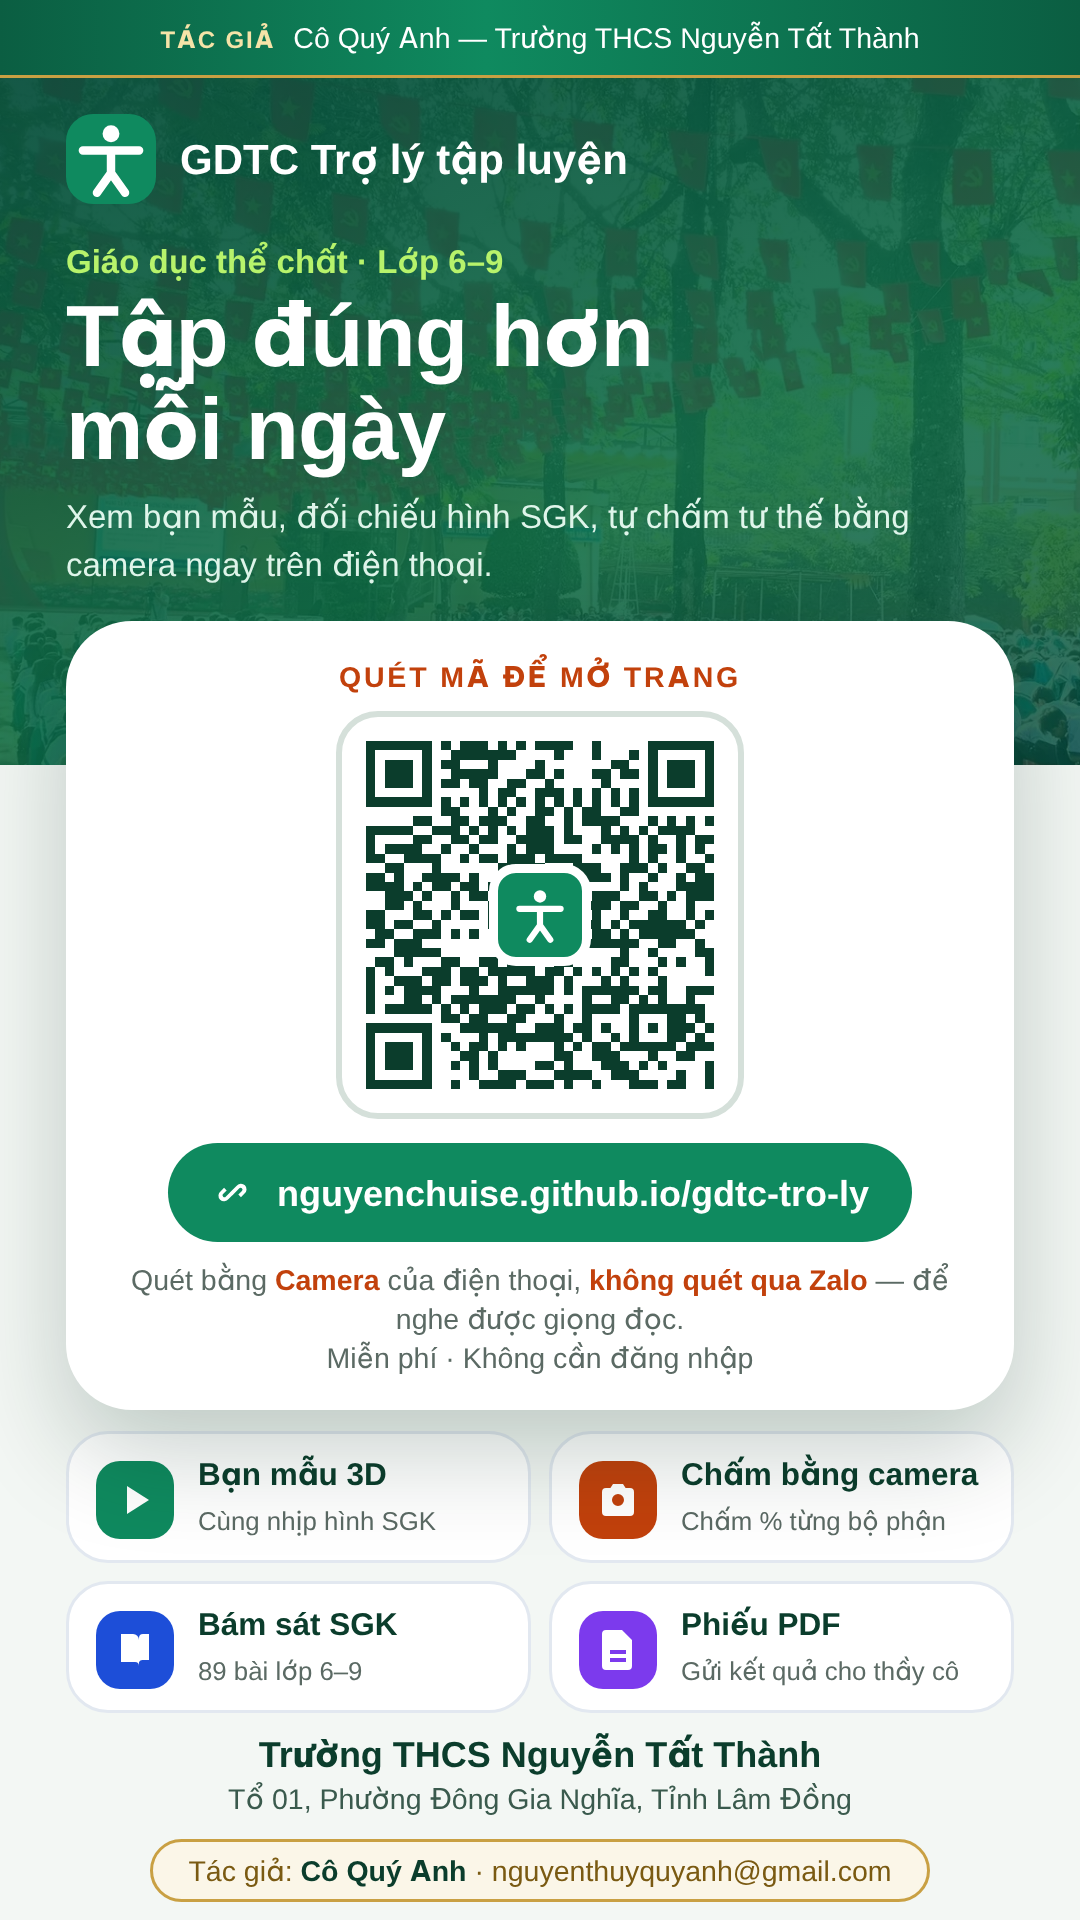 TÁC GIẢ Cô Quý Anh — Trường THCS Nguyễn Tất Thành
GDTC Trợ lý tập luyện
Giáo dục thể chất · Lớp 6–9
Tập đúng hơn
mỗi ngày
Xem bạn mẫu, đối chiếu hình SGK, tự chấm tư thế bằng
camera ngay trên điện thoại.
QUÉT MÃ ĐỂ MỞ TRANG
nguyenchuise.github.io/gdtc-tro-ly
Quét bằng Camera của điện thoại, không quét qua Zalo — để
nghe được giọng đọc.
Miễn phí · Không cần đăng nhập
Bạn mẫu 3D
Cùng nhịp hình SGK
Chấm bằng camera
Chấm % từng bộ phận
Bám sát SGK
89 bài lớp 6–9
Phiếu PDF
Gửi kết quả cho thầy cô
Trường THCS Nguyễn Tất Thành
Tổ 01, Phường Đông Gia Nghĩa, Tỉnh Lâm Đồng
Tác giả: Cô Quý Anh · nguyenthuyquyanh@gmail.com